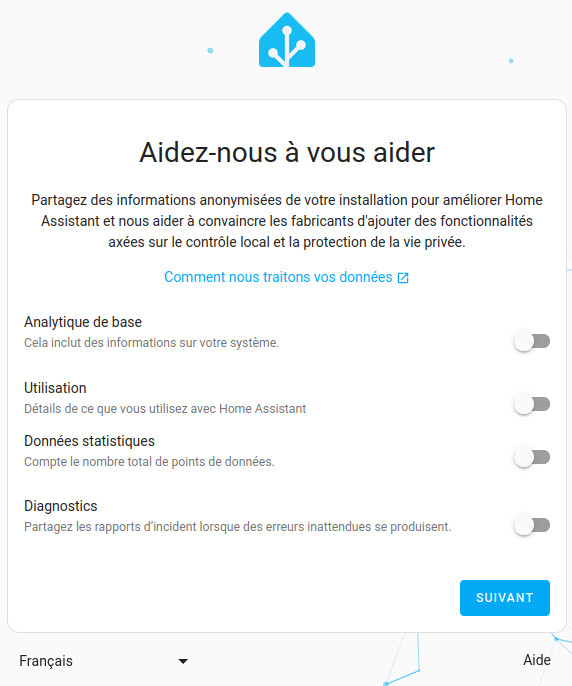 Aidez-nous à vous aider
Partagez des informations anonymisées de votre installation pour améliorer Home
Assistant et nous aider à convaincre les fabricants d'ajouter des fonctionnalités
axées sur le contrôle local et la protection de la vie privée.
Comment nous traitons vos données
Analytique de base
Cela inclut des informations sur votre système.
Utilisation
Détails de ce que vous utilisez avec Home Assistant
Données statistiques
Compte le nombre total de points de données.
Diagnostics
Partagez les rapports d’incident lorsque des erreurs inattendues se produisent.
SUIVANT
Français
Aide